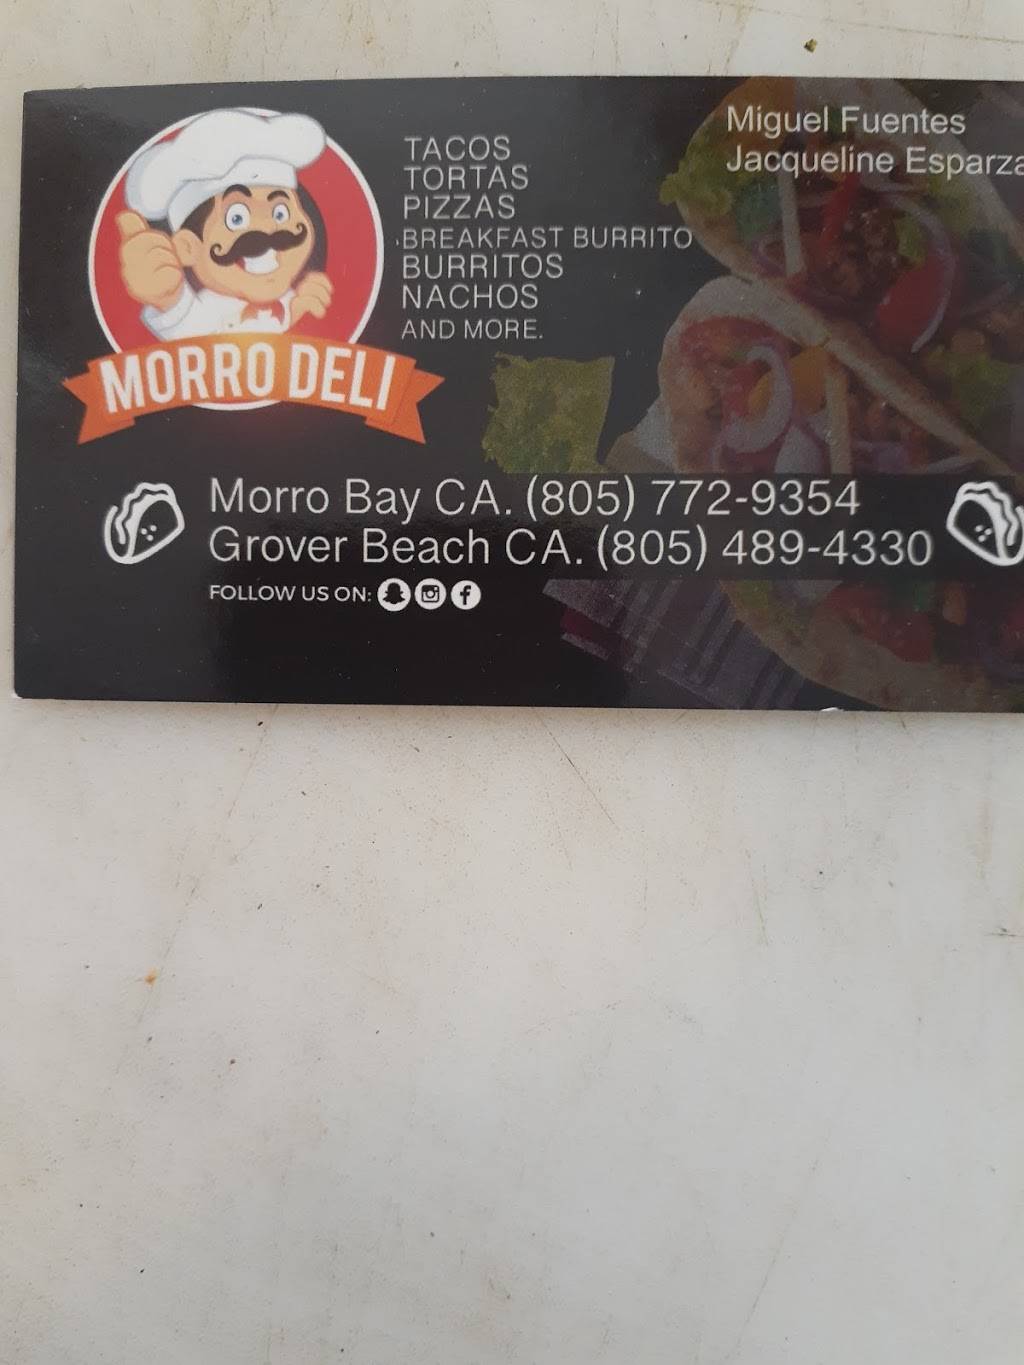 Miguel Fuentes
Jacqueline Esparza
TACOS
TORTAS
PIZZAS
BREAKFAST BURRITO
BURRITOS
NACHOS
AND MORE.
MORRO DELI
Morro Bay CA. (805) 772-9354
Grover Beach CA. (805) 489-4330
FOLLOW US ON: